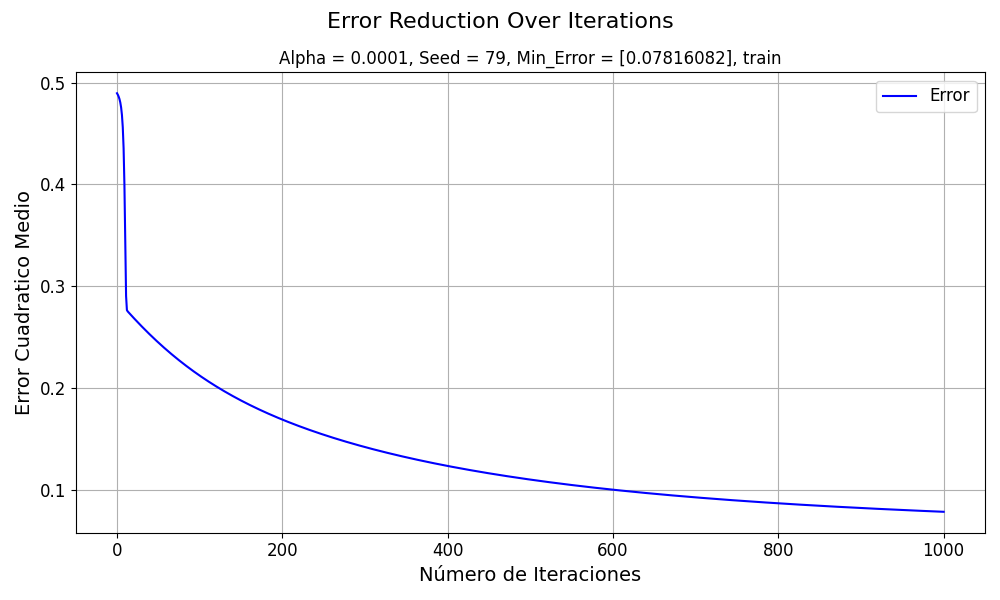 Error Reduction Over Iterations
Alpha = 0.0001, Seed = 79, Min_Error = [0.07816082], train
Error
Error Cuadratico Medio
0.5
0.4
0.3
0.2
0.1
0 200 400 600 800 1000
Número de Iteraciones